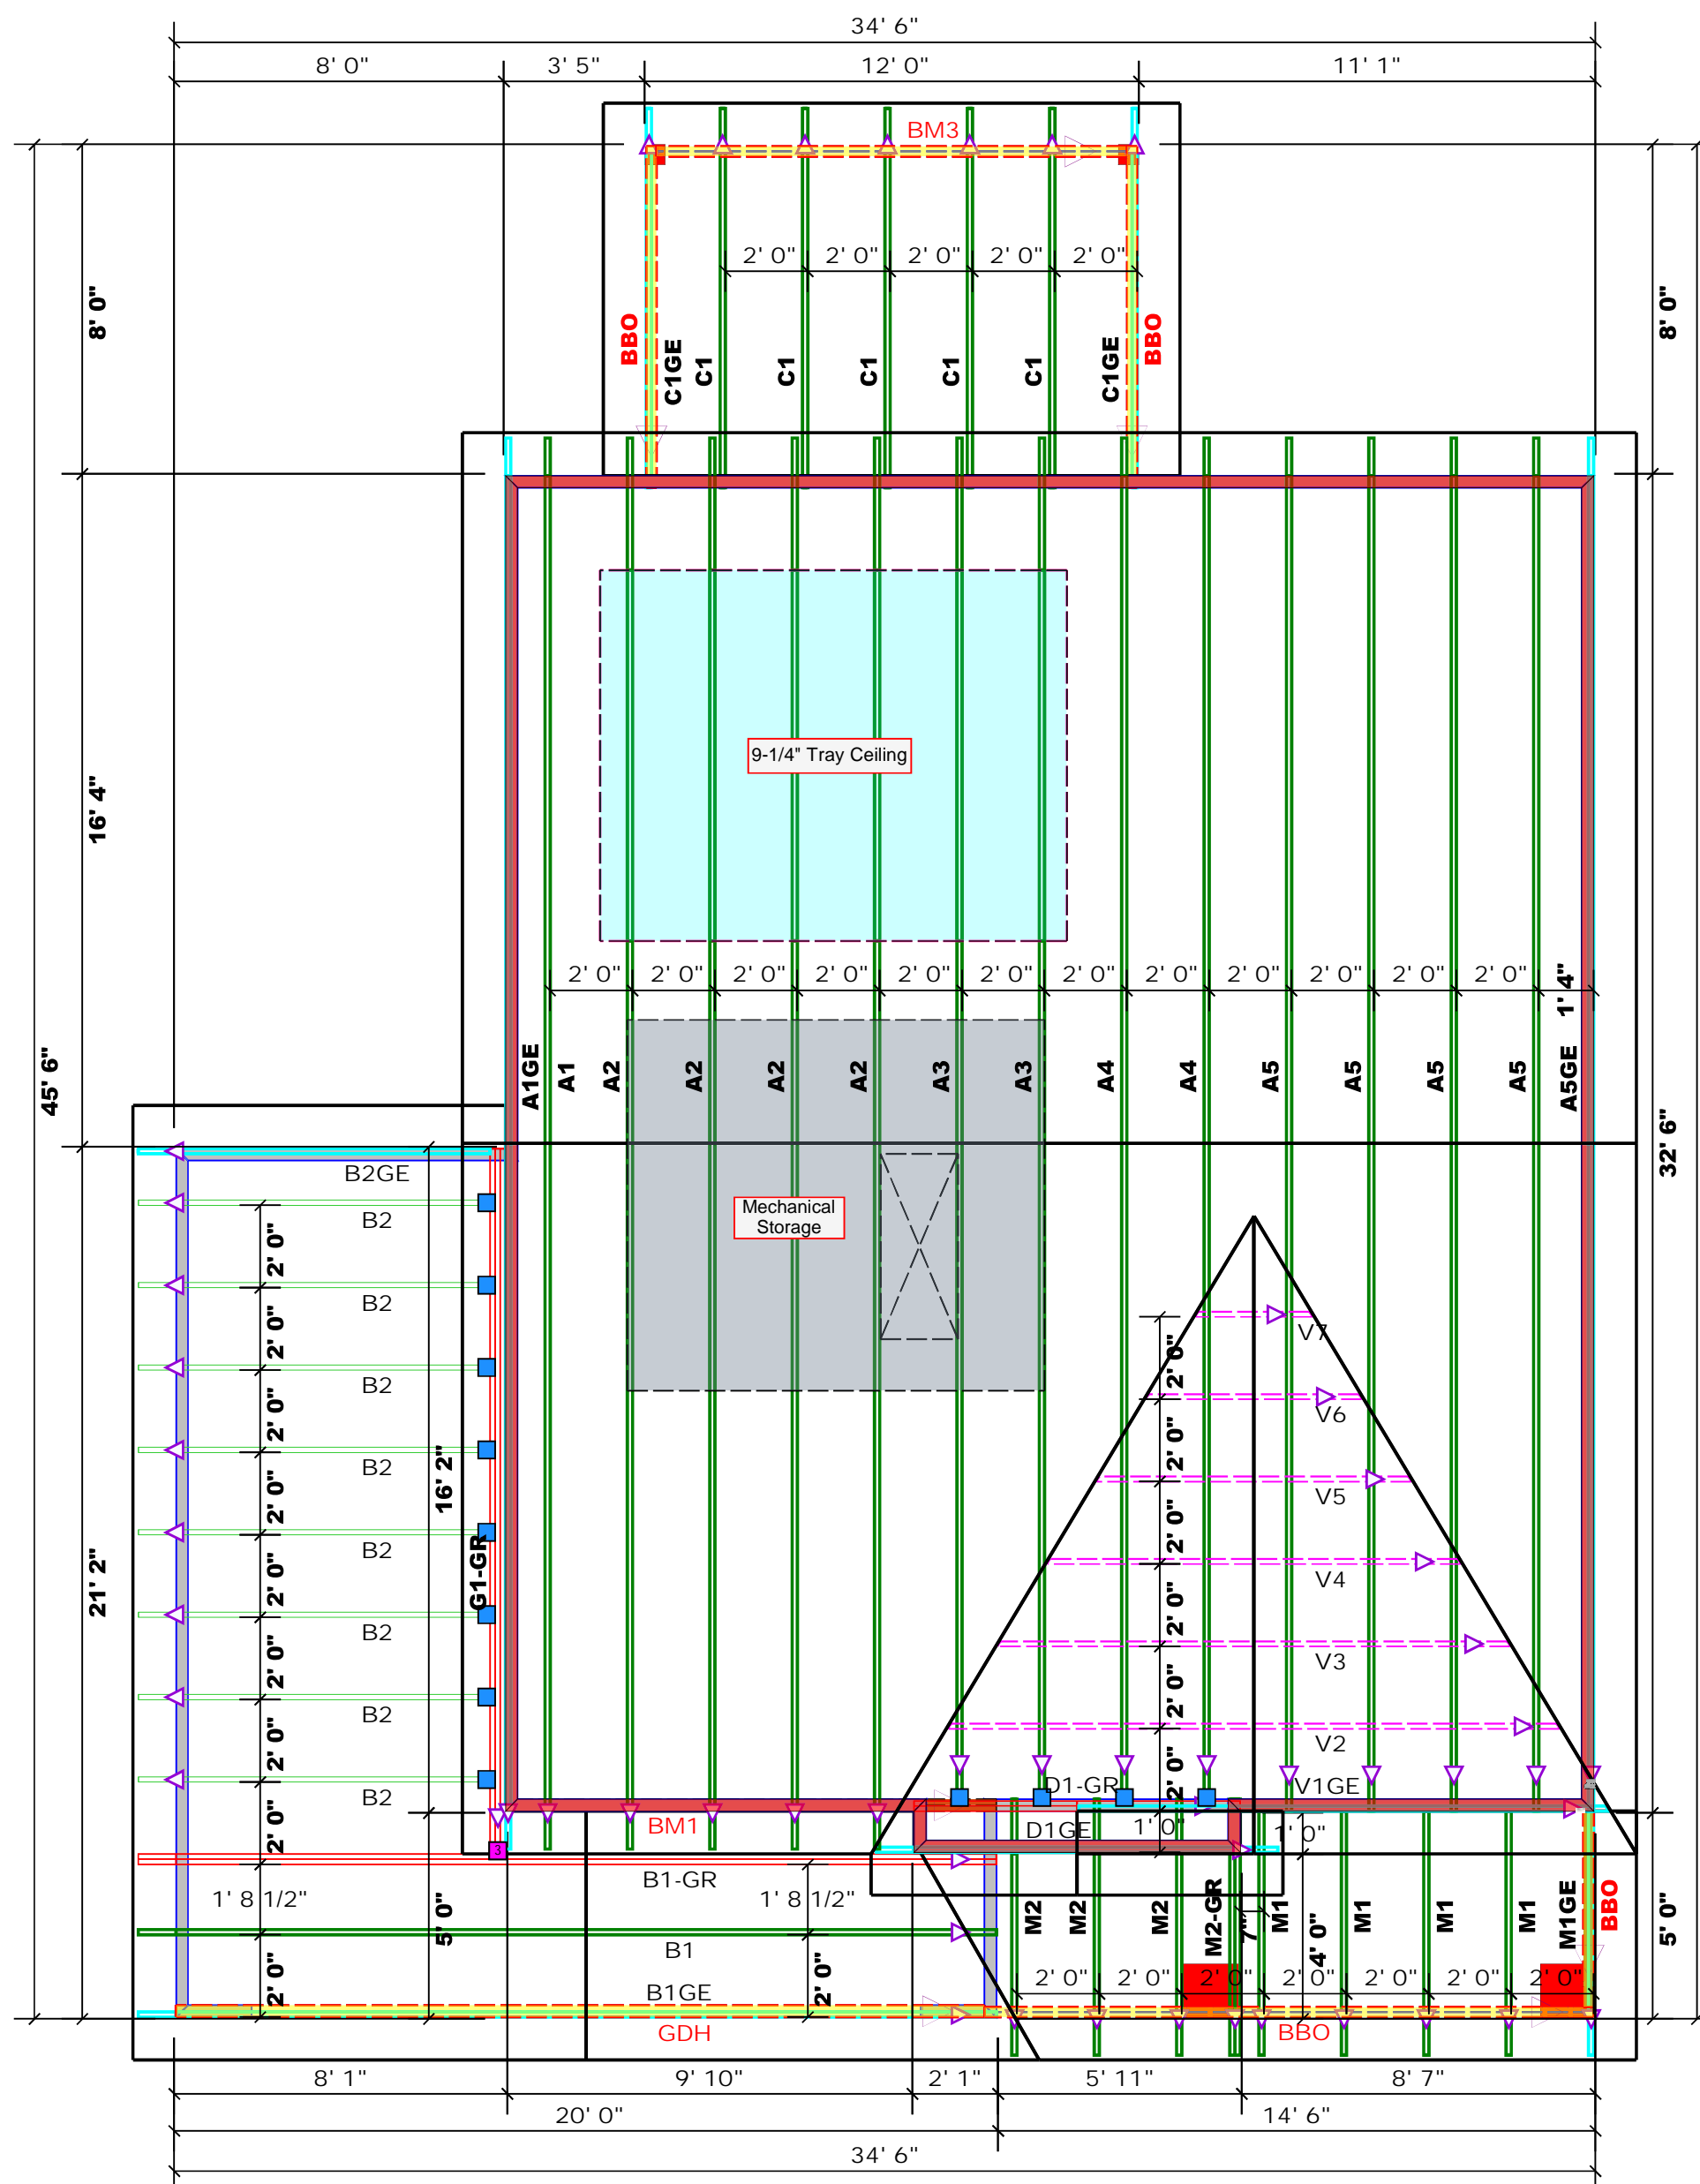 34' 6"
8' 0"
3' 5"
12' 0"
11' 1"
BM3
2' 0"
2' 0"
2' 0"
2' 0"
2' 0"
8' 0"
8' 0"
BBO
C1GE
C1
C1
C1
C1
C1
C1GE
BBO
16' 4"
9-1/4" Tray Ceiling
2' 0"
2' 0"
2' 0"
2' 0"
2' 0"
2' 0"
2' 0"
2' 0"
2' 0"
2' 0"
2' 0"
2' 0"
1' 4"
45' 6"
A1GE
A1
A2
A2
A2
A2
A3
A3
A4
A4
A5
A5
A5
A5
A5GE
32' 6"
B2GE
B2
B2
B2
B2
B2
B2
B2
B2
2' 0"
2' 0"
2' 0"
2' 0"
2' 0"
2' 0"
2' 0"
2' 0"
2' 0"
Mechanical
Storage
16' 2"
G1-GR
21' 2"
V7
V6
V5
V4
V3
V2
2' 0"
2' 0"
2' 0"
2' 0"
2' 0"
2' 0"
D1-GR
V1GE
BM1
D1GE
1' 0"
1' 0"
3
B1-GR
1' 8 1/2"
1' 8 1/2"
5' 0"
B1
2' 0"
B1GE
GDH
M2
M2
M2
M2-GR
7"
M1
M1
M1
M1
M1GE
BBO
4' 0"
5' 0"
2' 0"
2' 0"
2' 0"
2' 0"
2' 0"
2' 0"
2' 0"
BBO
8' 1"
9' 10"
2' 1"
5' 11"
8' 7"
20' 0"
14' 6"
34' 6"